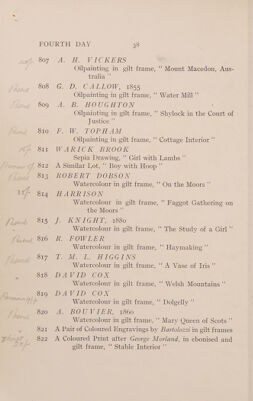 FOURTH DAY 38
807 A. H. VICKERS
Oilpainting in gilt frame, "Mount Macedon, Aus-
tralia"
808 G. D. CALLOW, 1855
Oilpainting in gilt frame, "Water Mill"
809 A. B. HOUGHTON
Oilpainting in gilt frame, "Shylock in the Court of
Justice"
810 F. W. TOPHAM
Oilpainting in gilt frame, "Cottage Interior"
811 WARICK BROOK
Sepia Drawing, "Girl with Lambs"
812 A Similar Lot, "Boy with Hoop"
813 ROBERT DOBSON
Watercolour in gilt frame, "On the Moors"
814 HARRISON
Watercolour in gilt frame, "Faggot Gathering on
the Moors"
815 J. KNIGHT, 1880
Watercolour in gilt frame, "The Study of a Girl"
816 R. FOWLER
Watercolour in gilt frame, "Haymaking"
817 T. M. L. HIGGINS
Watercolour in gilt frame, "A Vase of Iris"
818 DAVID COX
Watercolour in gilt frame, "Welsh Mountains"
819 DAVID COX
Watercolour in gilt frame, "Dolgelly"
820 A. BOUVIER, 1860
Watercolour in gilt frame, "Mary Queen of Scots"
821 A Pair of Coloured Engravings by Bartolozzi in gilt frames
822 A Coloured Print after George Morland, in ebonised and
gilt frame, "Stable Interior"